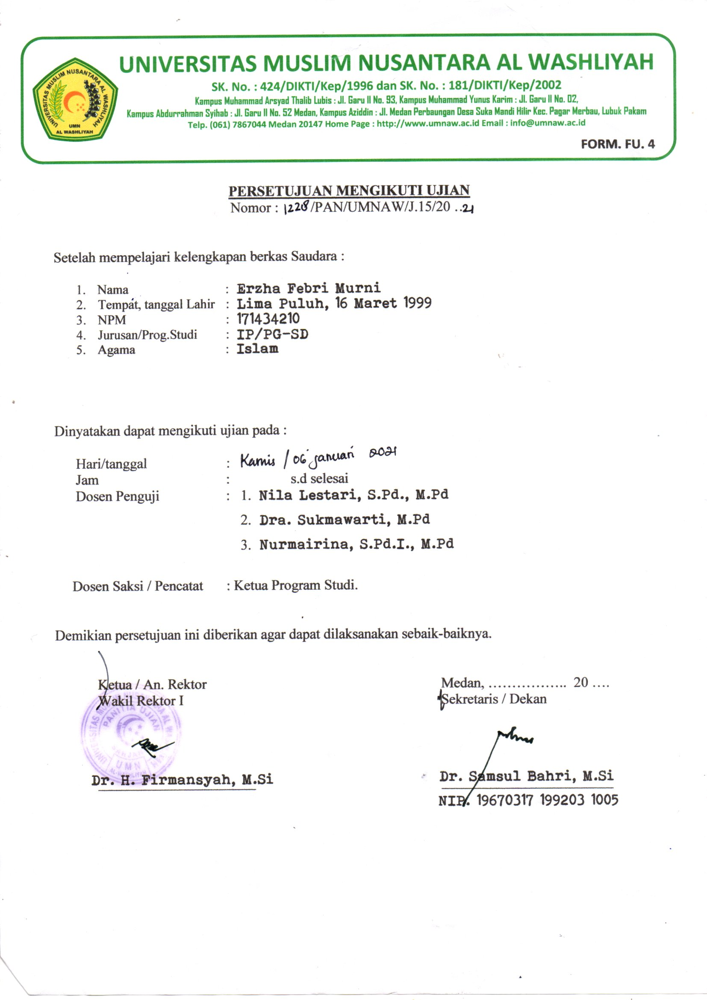 UNIVERSITAS MUSLIM NUSANTARA AL WASHLIYAH
UMN
AL WASHLIYAH
UNIVERSITAS MUSLIM NUSANTARA AL WASHLIYAH
SK. No. : 424/DIKTI/Kep/1996 dan SK. No. : 181/DIKTI/Kep/2002
Kampus Muhammad Arsyad Thalib Lubis : Jl. Garu II No. 93, Kampus Muhammad Yunus Karim : Jl. Garu II No. 02,
Kampus Abdurrahman Syihab : Jl. Garu II No. 52 Medan, Kampus Aziddin : Jl. Medan Perbaungan Desa Suka Mandi Hilir Kec. Pagar Merbau, Lubuk Pakam
Telp. (061) 7867044 Medan 20147 Home Page : http://www.umnaw.ac.id Email : info@umnaw.ac.id
FORM. FU. 4
PERSETUJUAN MENGIKUTI UJIAN
Nomor : 1228/PAN/UMNAW/J.15/20 ..21
Setelah mempelajari kelengkapan berkas Saudara :
1. Nama : Erzha Febri Murni
2. Tempat, tanggal Lahir : Lima Puluh, 16 Maret 1999
3. NPM : 171434210
4. Jurusan/Prog.Studi : IP/PG-SD
5. Agama : Islam
Dinyatakan dapat mengikuti ujian pada :
Hari/tanggal : Kamis / 06 januari 2021
Jam : s.d selesai
Dosen Penguji : 1. Nila Lestari, S.Pd., M.Pd
2. Dra. Sukmawarti, M.Pd
3. Nurmairina, S.Pd.I., M.Pd
Dosen Saksi / Pencatat : Ketua Program Studi.
Demikian persetujuan ini diberikan agar dapat dilaksanakan sebaik-baiknya.
Ketua / An. Rektor
Wakil Rektor I
Medan, ................. 20 ....
Sekretaris / Dekan
PANITIA UJIAN
SARJANA
UMN
AL-WASHLIYAH
Dr. H. Firmansyah, M.Si
Dr. Samsul Bahri, M.Si
NIP. 19670317 199203 1005